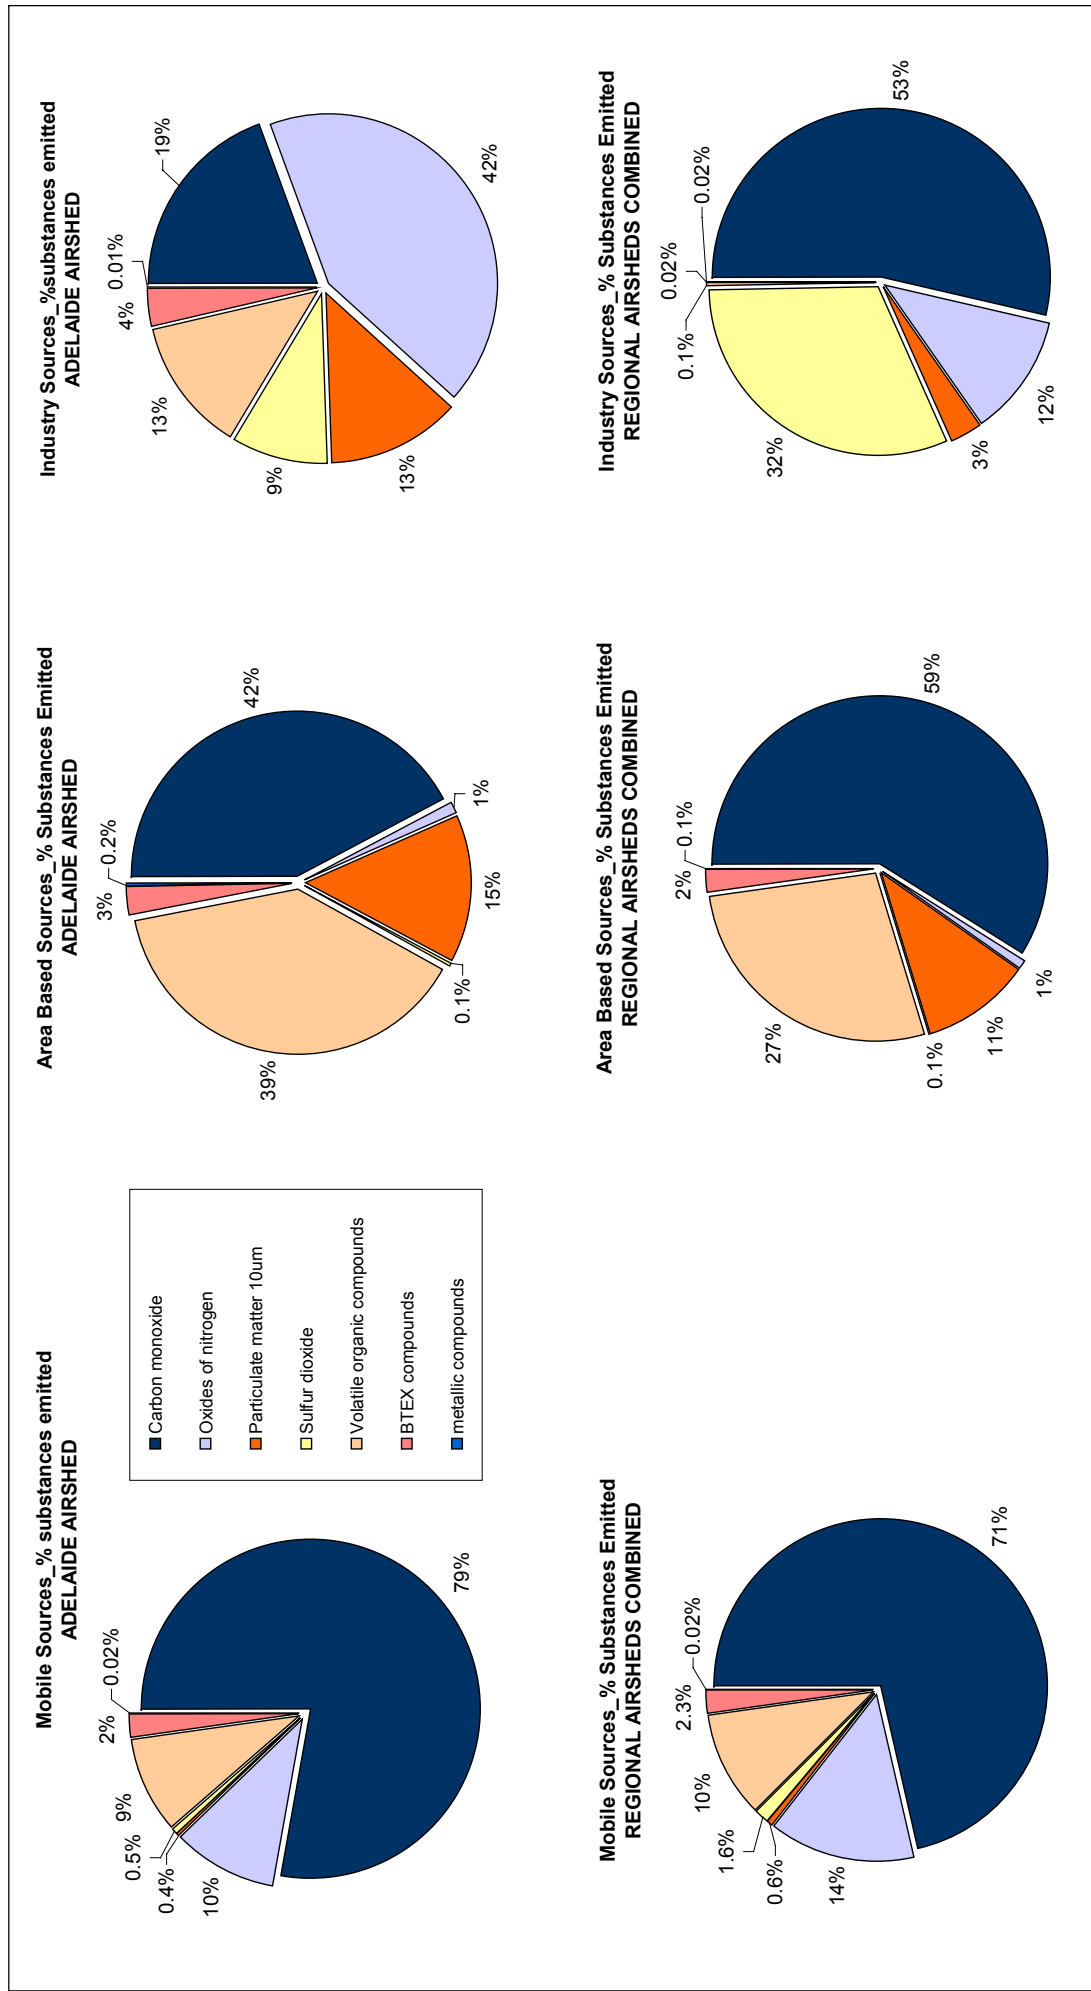 Mobile Sources_% substances emitted
ADELAIDE AIRSHED
79%
10%
0.4%
0.5%
9%
2%
0.02%
Carbon monoxide
Oxides of nitrogen
Particulate matter 10um
Sulfur dioxide
Volatile organic compounds
BTEX compounds
metallic compounds
Area Based Sources_% Substances Emitted
ADELAIDE AIRSHED
42%
1%
15%
0.1%
39%
3%
0.2%
Industry Sources_%substances emitted
ADELAIDE AIRSHED
19%
42%
13%
9%
13%
4%
0.01%
Mobile Sources_% Substances Emitted
REGIONAL AIRSHEDS COMBINED
71%
14%
0.6%
1.6%
10%
2.3%
0.02%
Area Based Sources_% Substances Emitted
REGIONAL AIRSHEDS COMBINED
59%
1%
11%
0.1%
27%
2%
0.1%
Industry Sources_% Substances Emitted
REGIONAL AIRSHEDS COMBINED
53%
12%
3%
32%
0.1%
0.02%
0.02%